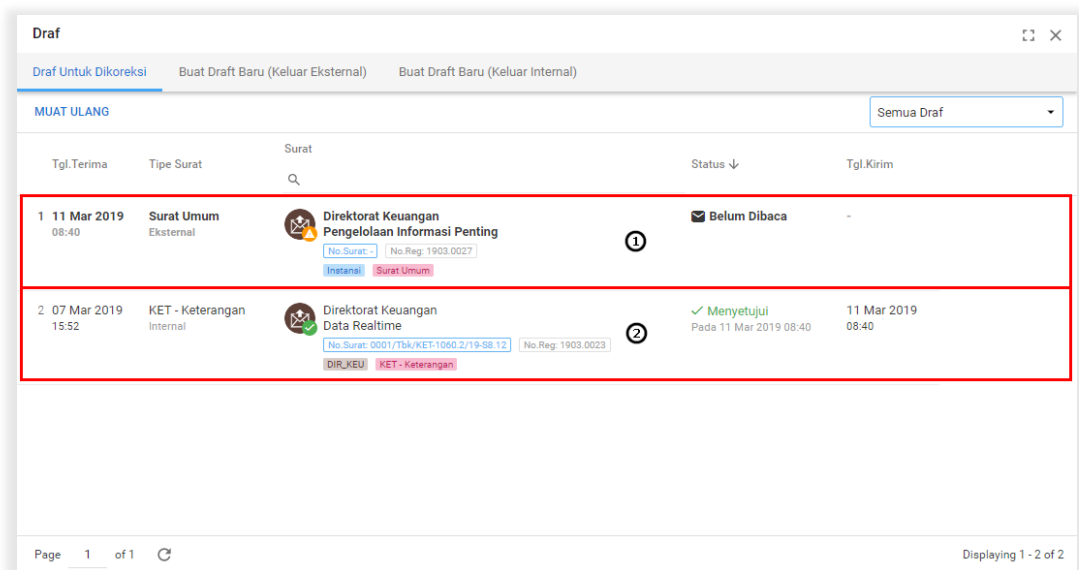 Draf
Draf Untuk Dikoreksi Buat Draft Baru (Keluar Eksternal) Buat Draft Baru (Keluar Internal)
MUAT ULANG Semua Draf
Tgl.Terima Tipe Surat Surat Status Tgl.Kirim
1 11 Mar 2019 Surat Umum Direktorat Keuangan Belum Dibaca -
08:40 Eksternal Pengelolaan Informasi Penting
No.Surat: - No.Reg: 1903.0027 1
Instansi Surat Umum
2 07 Mar 2019 KET - Keterangan Direktorat Keuangan Menyetujui 11 Mar 2019
15:52 Internal Data Realtime Pada 11 Mar 2019 08:40 08:40
No.Surat: 0001/Tbk/KET-1060.2/19-S8.12 No.Reg: 1903.0023 2
DIR_KEU KET - Keterangan
Page 1 of 1 Displaying 1 - 2 of 2